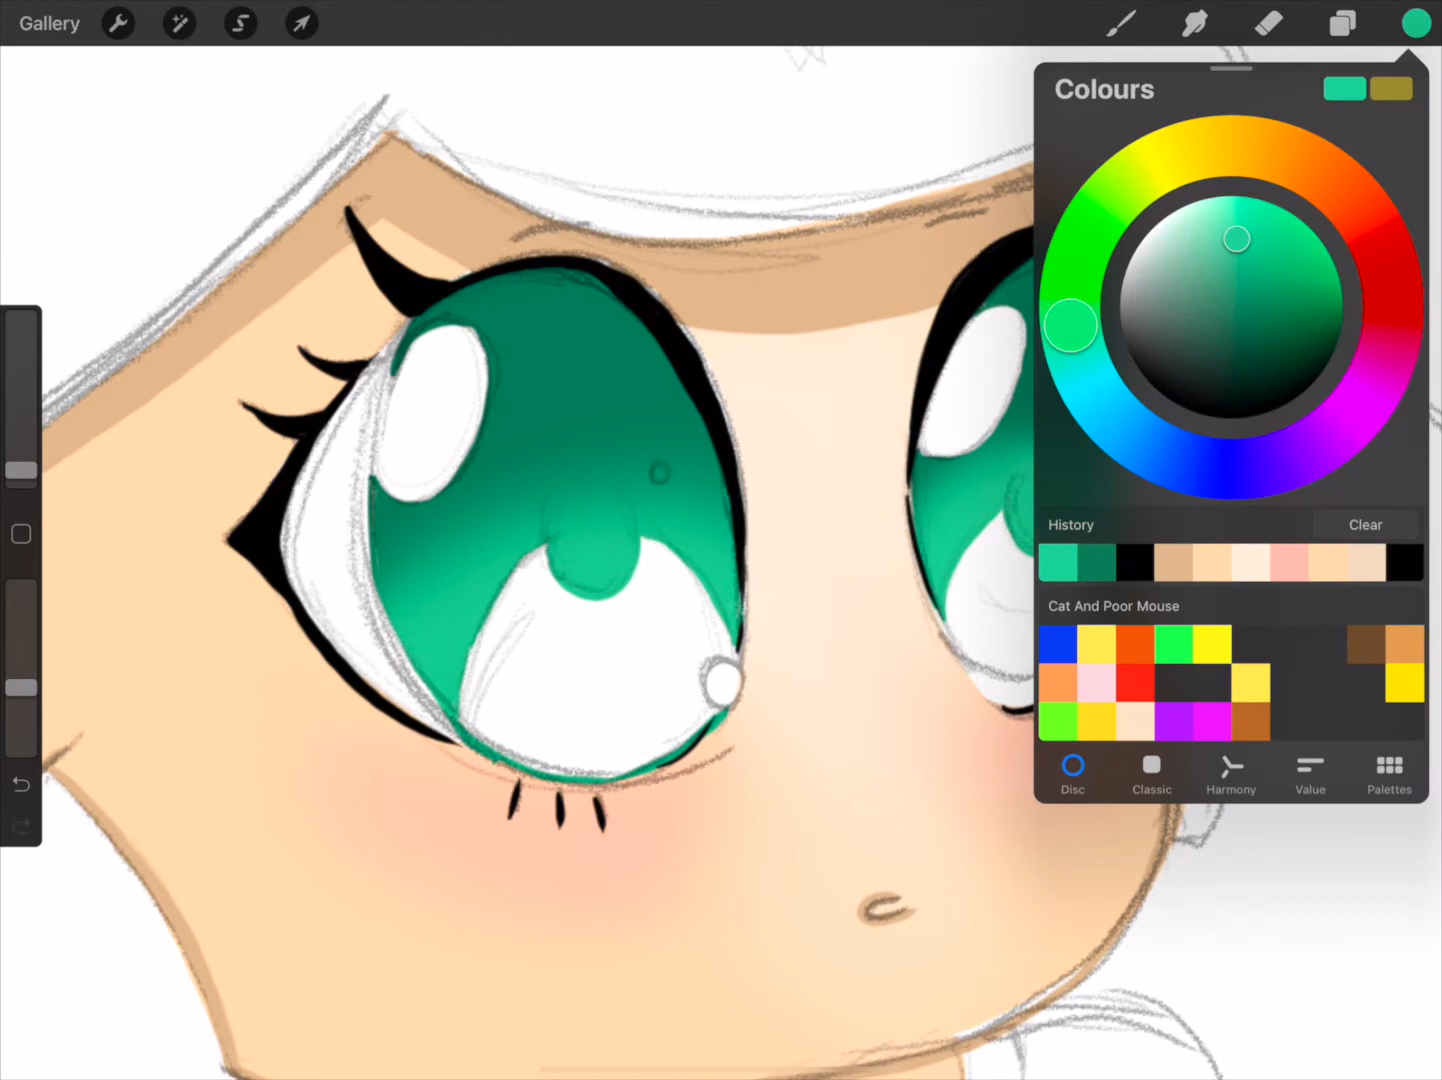 Gallery
Colours
History
Clear
Cat And Poor Mouse
Disc
Classic
Harmony
Value
Palettes